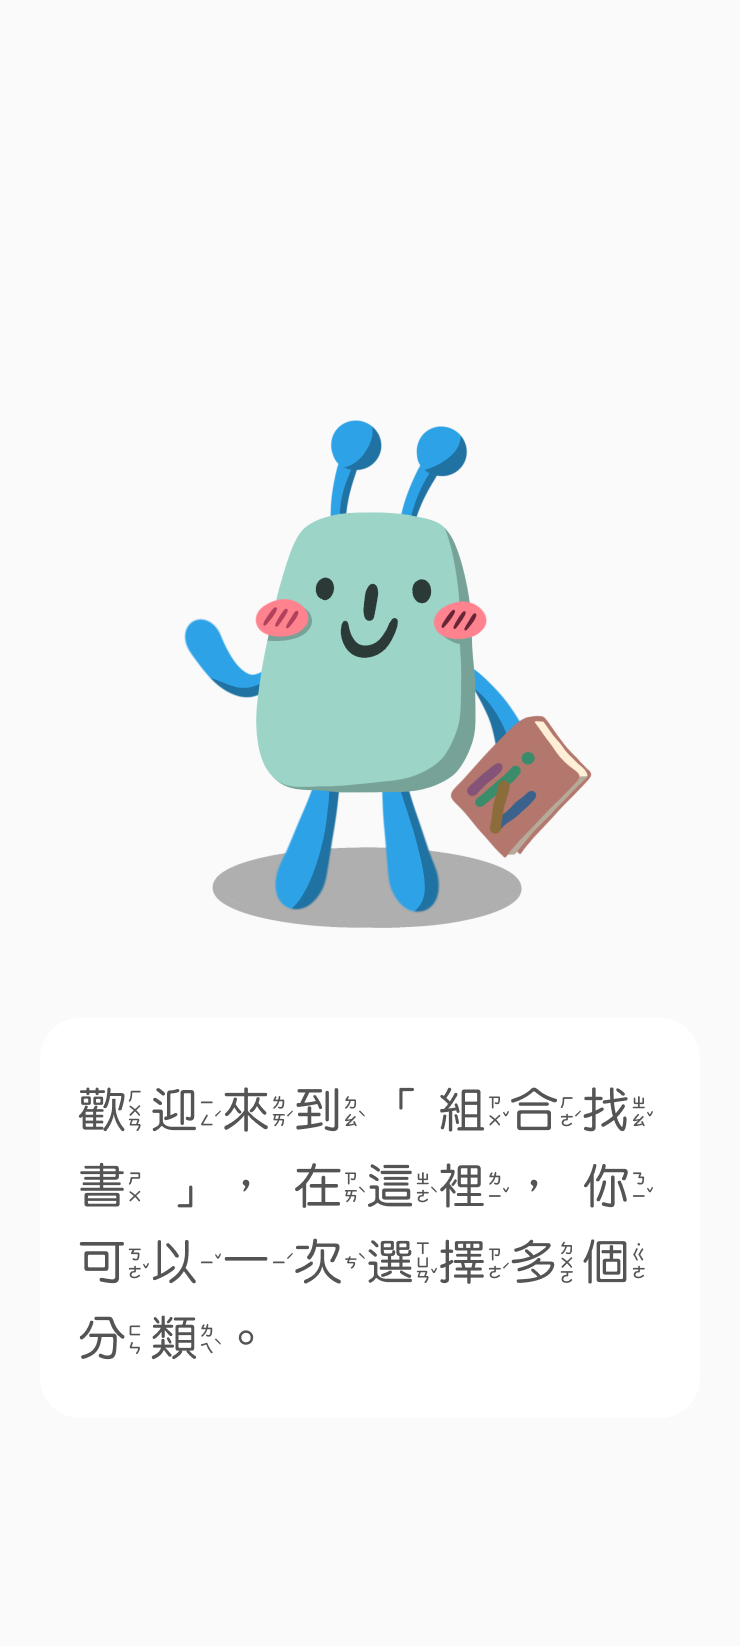 歡ㄏㄨㄢ迎ㄧㄥˊ來ㄌㄞˊ到ㄉㄠˋ「組ㄗㄨˇ合ㄏㄜˊ找ㄓㄠˇ
書ㄕㄨ」，在ㄗㄞˋ這ㄓㄜˋ裡ㄌㄧˇ，你ㄋㄧˇ
可ㄎㄜˇ以ㄧˇ一ㄧˊ次ㄘˋ選ㄒㄩㄢˇ擇ㄗㄜˊ多ㄉㄨㄛ個˙ㄍㄜ
分ㄈㄣ類ㄌㄟˋ。